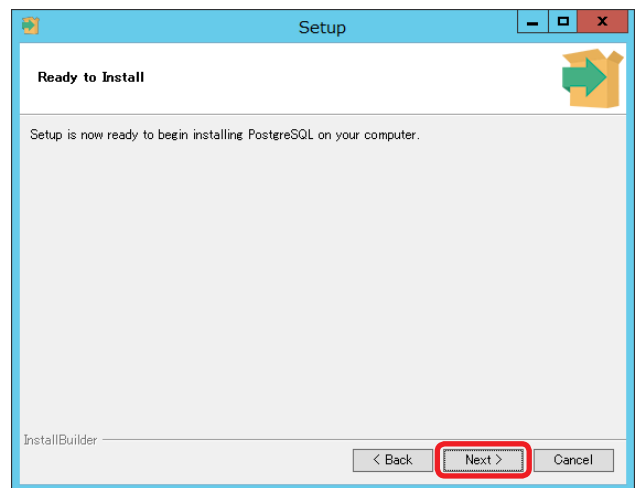 Setup
Ready to Install
Setup is now ready to begin installing PostgreSQL on your computer.
InstallBuilder
< Back
Next >
Cancel